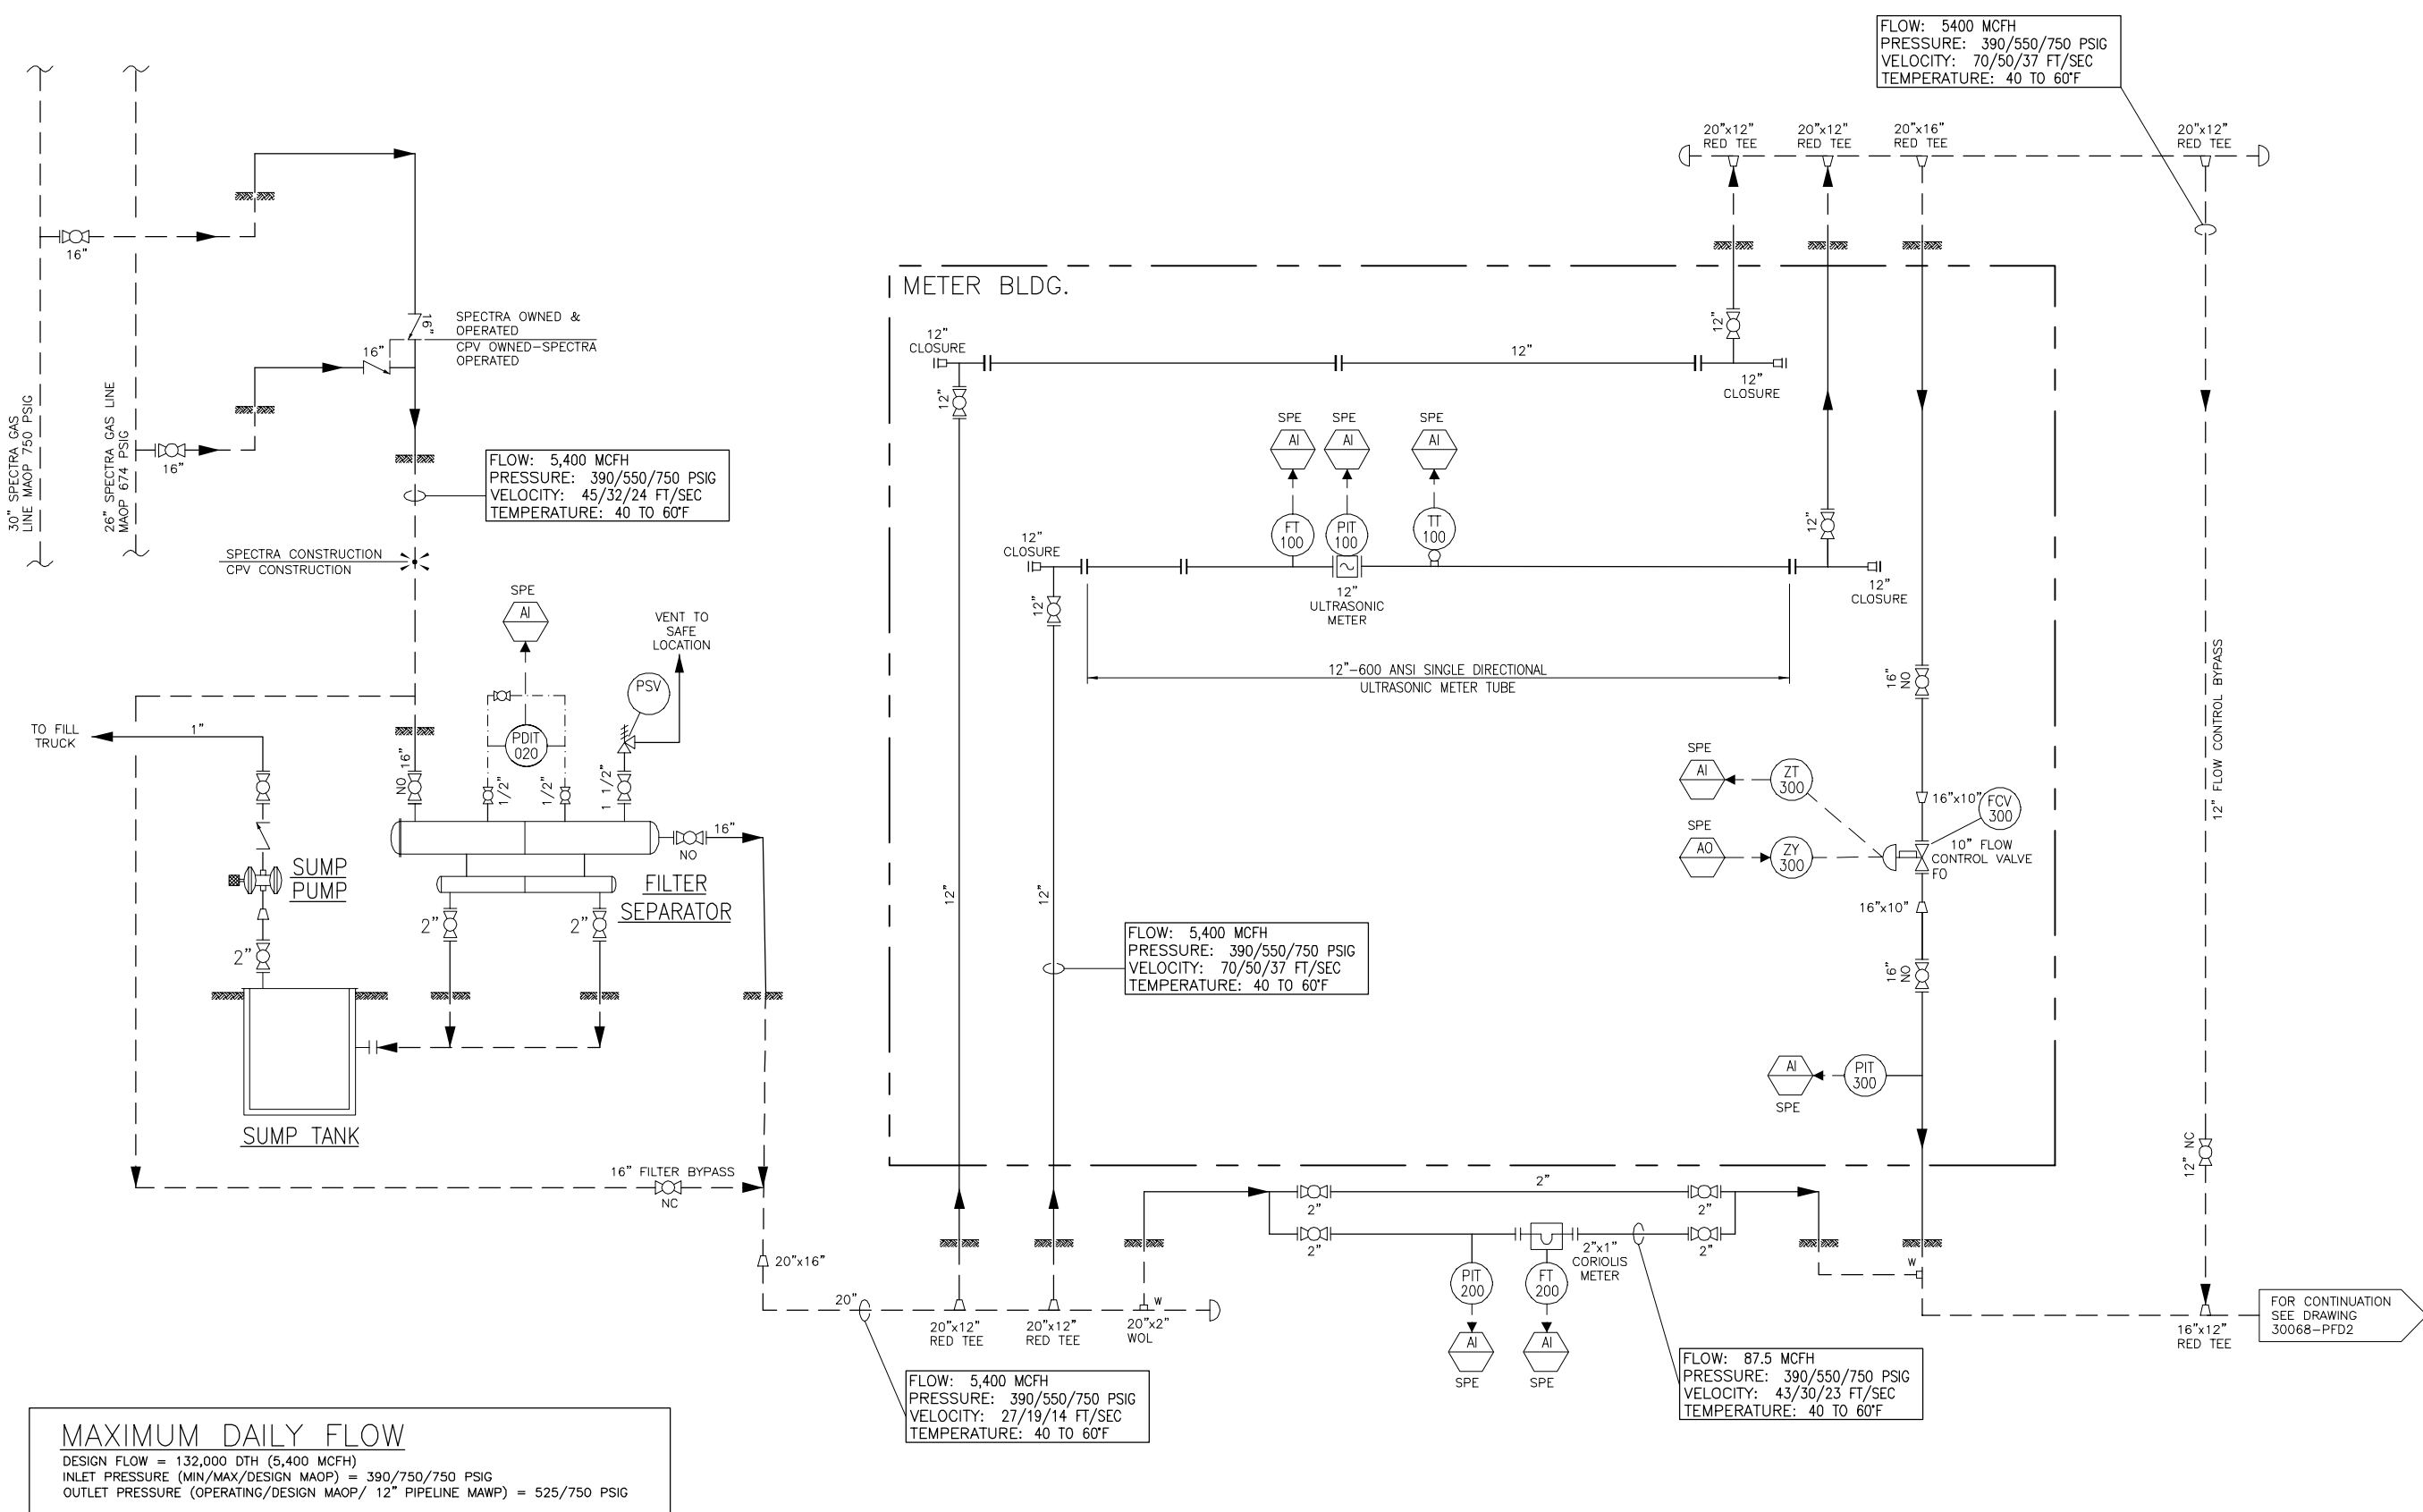 FLOW: 5400 MCFH
PRESSURE: 390/550/750 PSIG
VELOCITY: 70/50/37 FT/SEC
TEMPERATURE: 40 TO 60°F
20"x12"
RED TEE
20"x12"
RED TEE
20"x16"
RED TEE
20"x12"
RED TEE
16"
16"
SPECTRA OWNED &
OPERATED
CPV OWNED-SPECTRA
OPERATED
16"
16"
30" SPECTRA GAS
LINE MAOP 750 PSIG
26" SPECTRA GAS LINE
MAOP 674 PSIG
FLOW: 5,400 MCFH
PRESSURE: 390/550/750 PSIG
VELOCITY: 45/32/24 FT/SEC
TEMPERATURE: 40 TO 60°F
SPECTRA CONSTRUCTION
CPV CONSTRUCTION
METER BLDG.
12"
CLOSURE
12"
12"
12"
CLOSURE
12"
SPE
AI
SPE
AI
SPE
AI
FT
100
PIT
100
TT
100
12"
CLOSURE
12"
12"
ULTRASONIC
METER
12"
12"
CLOSURE
12"-600 ANSI SINGLE DIRECTIONAL
ULTRASONIC METER TUBE
16"
NO
12" FLOW CONTROL BYPASS
SPE
AI
VENT TO
SAFE
LOCATION
PSV
PDIT
020
TO FILL
TRUCK
1"
16"
NO
1/2"
1/2"
1 1/2"
16"
NO
SUMP
PUMP
FILTER
SEPARATOR
2"
2"
2"
SUMP TANK
SPE
AI
ZT
300
SPE
AO
ZY
300
16"x10"
FCV
300
10" FLOW
CONTROL VALVE
FO
16"x10"
16"
NO
12"
12"
FLOW: 5,400 MCFH
PRESSURE: 390/550/750 PSIG
VELOCITY: 70/50/37 FT/SEC
TEMPERATURE: 40 TO 60°F
AI
PIT
300
SPE
12" NC
16" FILTER BYPASS
NC
20"x16"
20"
20"x12"
RED TEE
20"x12"
RED TEE
W
20"x2"
WOL
2"
2"
2"
2"
2"
2"x1"
CORIOLIS
METER
PIT
200
FT
200
AI
SPE
AI
SPE
W
16"x12"
RED TEE
FOR CONTINUATION
SEE DRAWING
30068-PFD2
FLOW: 87.5 MCFH
PRESSURE: 390/550/750 PSIG
VELOCITY: 43/30/23 FT/SEC
TEMPERATURE: 40 TO 60°F
FLOW: 5,400 MCFH
PRESSURE: 390/550/750 PSIG
VELOCITY: 27/19/14 FT/SEC
TEMPERATURE: 40 TO 60°F
MAXIMUM DAILY FLOW
DESIGN FLOW = 132,000 DTH (5,400 MCFH)
INLET PRESSURE (MIN/MAX/DESIGN MAOP) = 390/750/750 PSIG
OUTLET PRESSURE (OPERATING/DESIGN MAOP/ 12" PIPELINE MAWP) = 525/750 PSIG